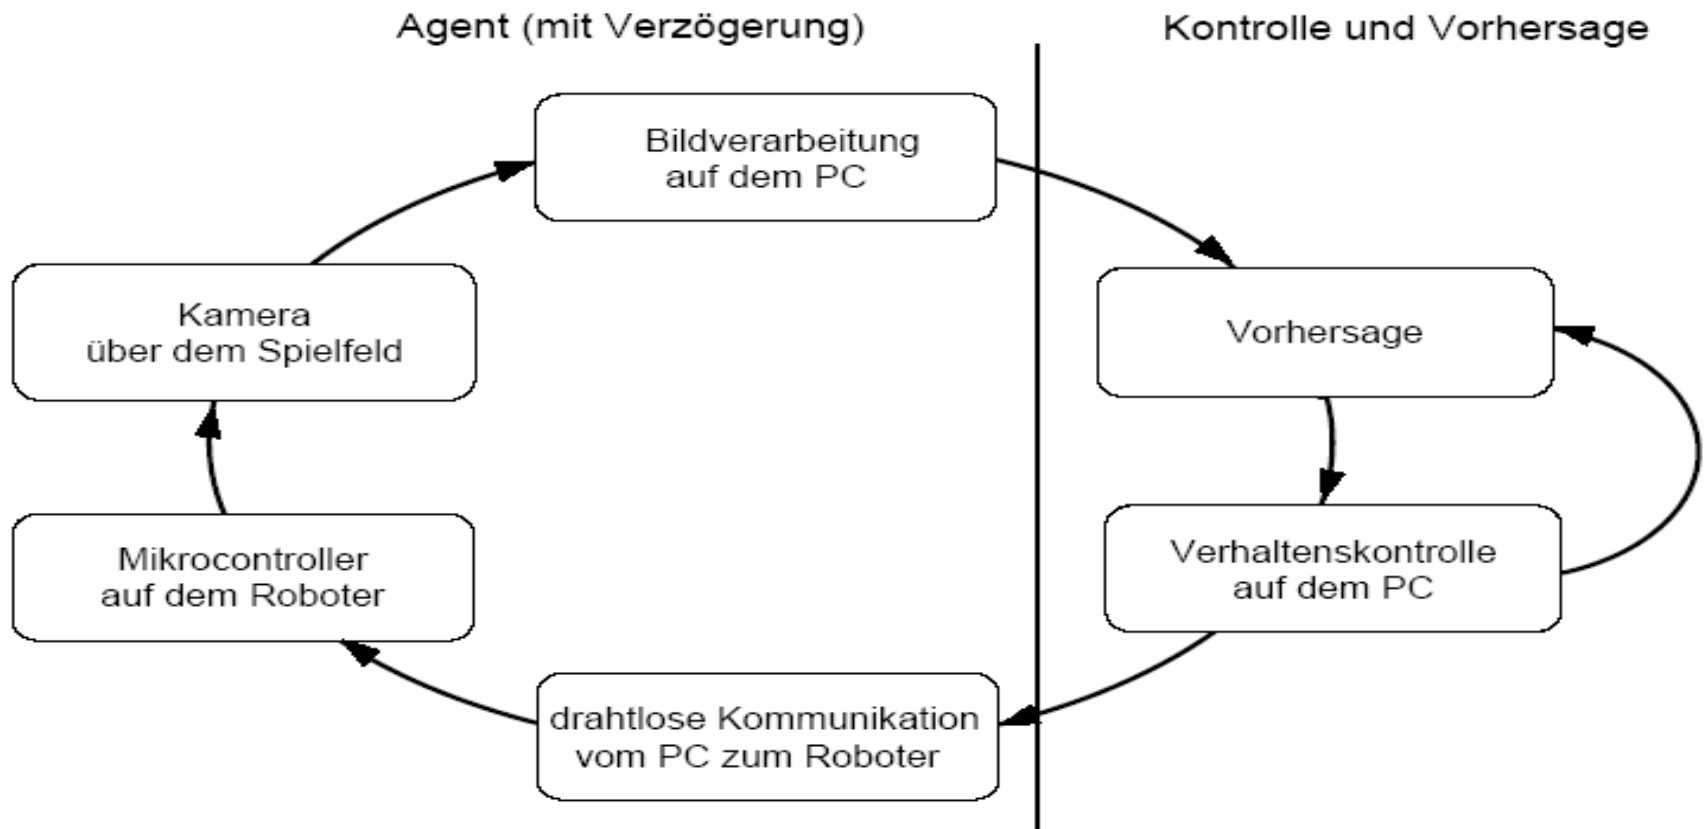 Agent (mit Verzögerung)
Kontrolle und Vorhersage
Bildverarbeitung
auf dem PC
Kamera
über dem Spielfeld
Vorhersage
Mikrocontroller
auf dem Roboter
Verhaltenskontrolle
auf dem PC
drahtlose Kommunikation
vom PC zum Roboter